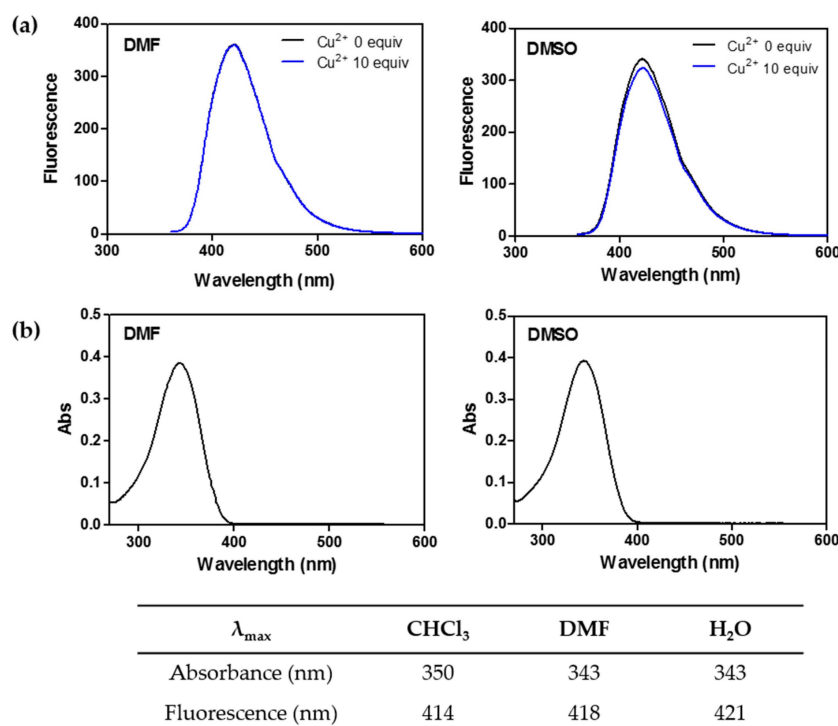 (a)
DMF
Cu²⁺ 0 equiv
Cu²⁺ 10 equiv
400
300
200
100
0
Fluorescence
300 400 500 600
Wavelength (nm)
DMSO
Cu²⁺ 0 equiv
Cu²⁺ 10 equiv
400
300
200
100
0
Fluorescence
300 400 500 600
Wavelength (nm)
(b)
DMF
0.5
0.4
0.3
0.2
0.1
0.0
Abs
300 400 500 600
Wavelength (nm)
DMSO
0.5
0.4
0.3
0.2
0.1
0.0
Abs
300 400 500 600
Wavelength (nm)
λmax CHCl₃ DMF H₂O
Absorbance (nm) 350 343 343
Fluorescence (nm) 414 418 421